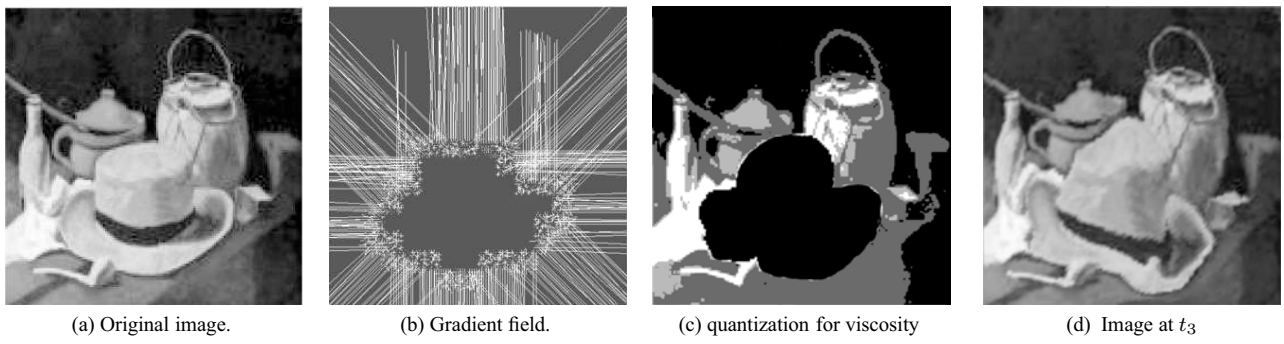 (a) Original image.
(b) Gradient field.
(c) quantization for viscosity
(d) Image at t₃